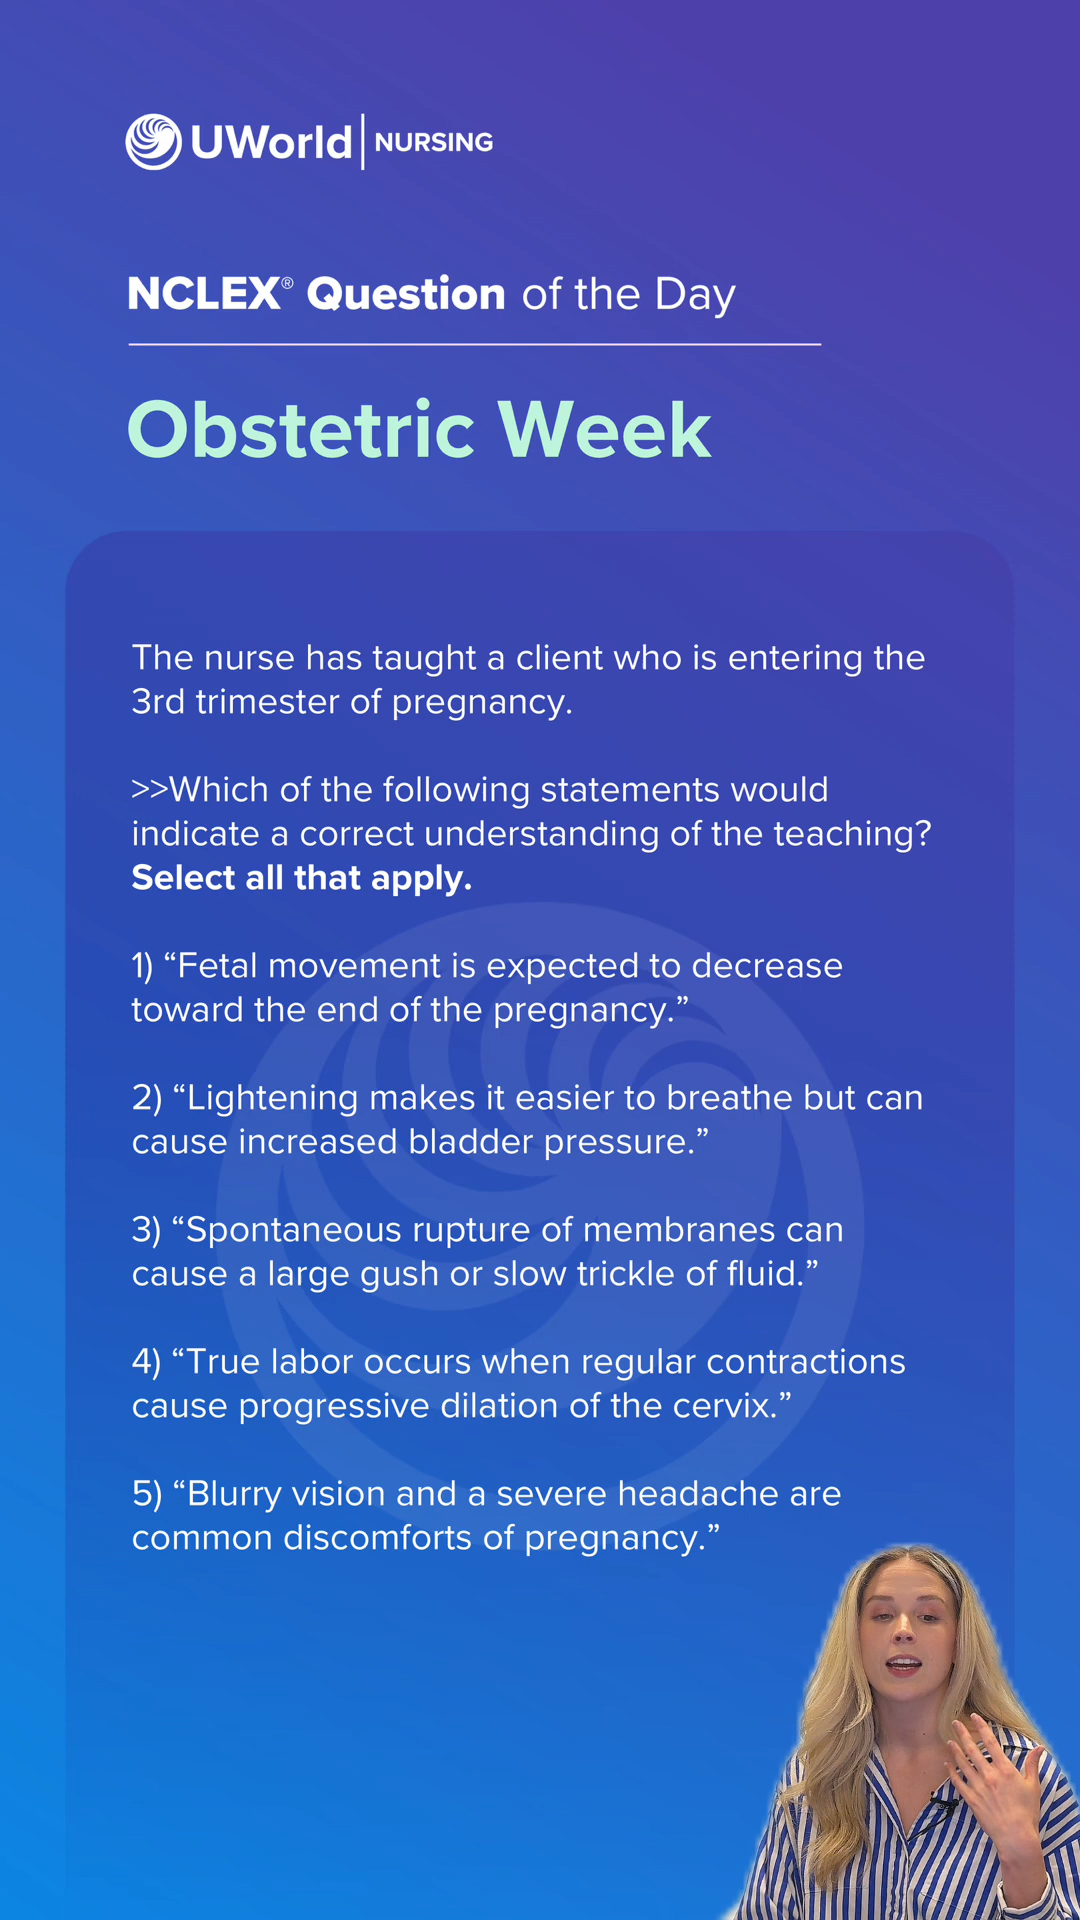 UWorld | NURSING
NCLEX® Question of the Day
Obstetric Week
The nurse has taught a client who is entering the
3rd trimester of pregnancy.
>>Which of the following statements would
indicate a correct understanding of the teaching?
Select all that apply.
1) “Fetal movement is expected to decrease
toward the end of the pregnancy.”
2) “Lightening makes it easier to breathe but can
cause increased bladder pressure.”
3) “Spontaneous rupture of membranes can
cause a large gush or slow trickle of fluid.”
4) “True labor occurs when regular contractions
cause progressive dilation of the cervix.”
5) “Blurry vision and a severe headache are
common discomforts of pregnancy.”